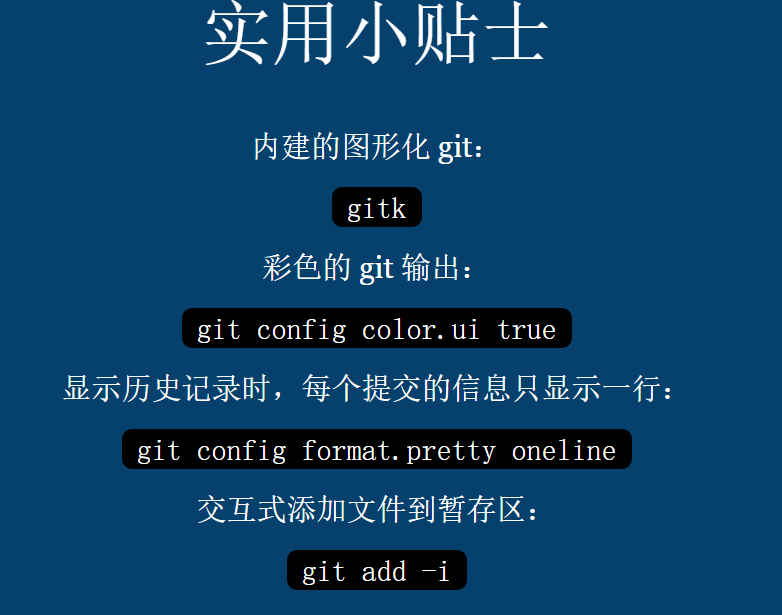 实用小贴士
内建的图形化 git：
gitk
彩色的 git 输出：
git config color.ui true
显示历史记录时，每个提交的信息只显示一行：
git config format.pretty oneline
交互式添加文件到暂存区：
git add -i